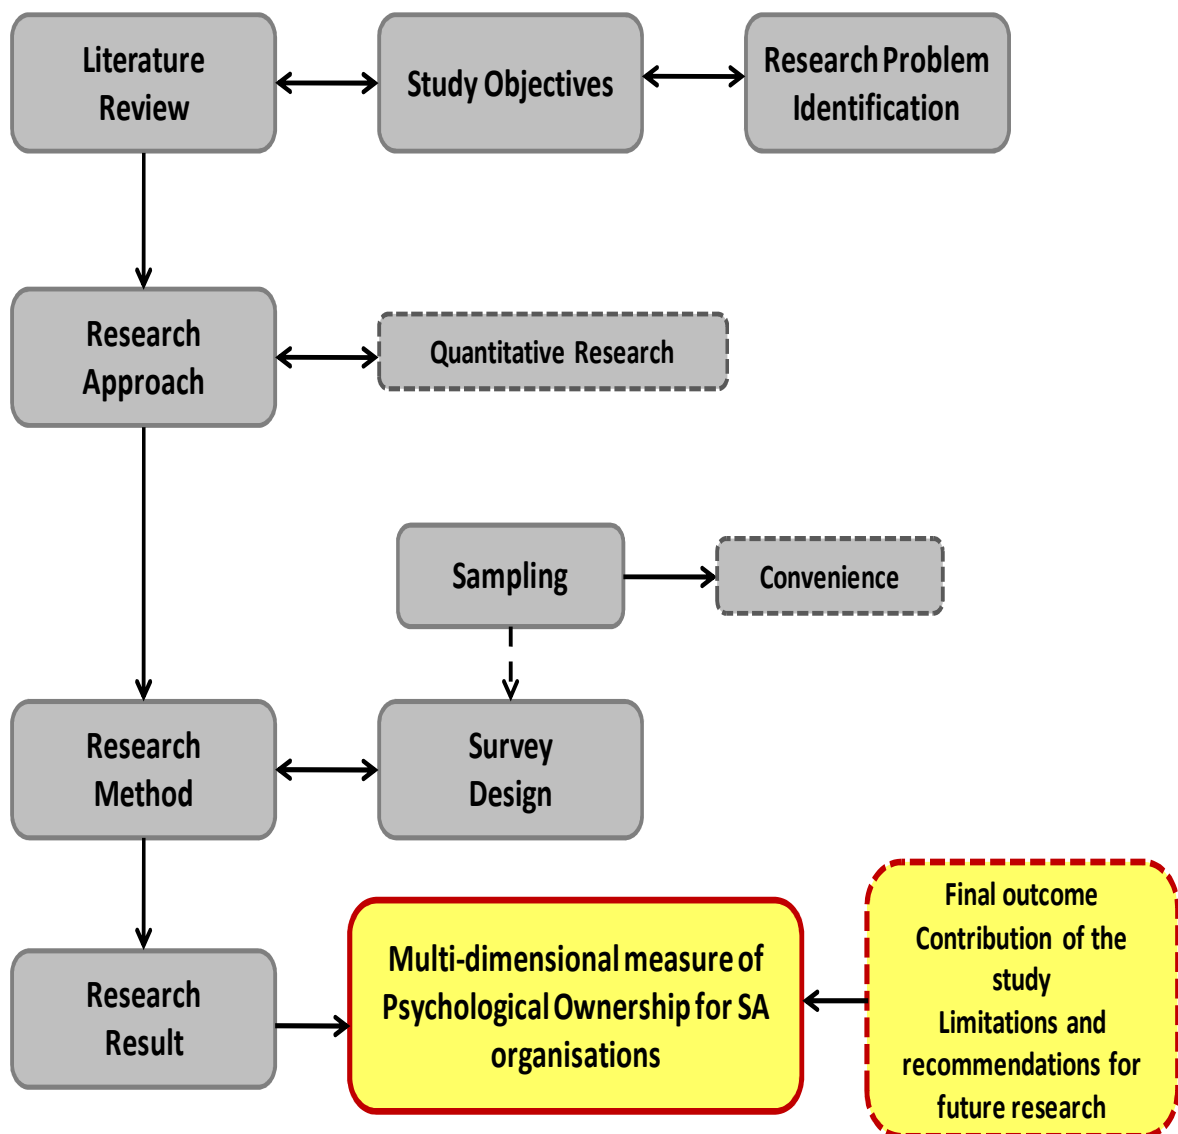 Literature
Review
Study Objectives
Research Problem
Identification
Research
Approach
Quantitative Research
Sampling
Convenience
Research
Method
Survey
Design
Research
Result
Multi-dimensional measure of
Psychological Ownership for SA
organisations
Final outcome
Contribution of the
study
Limitations and
recommendations for
future research